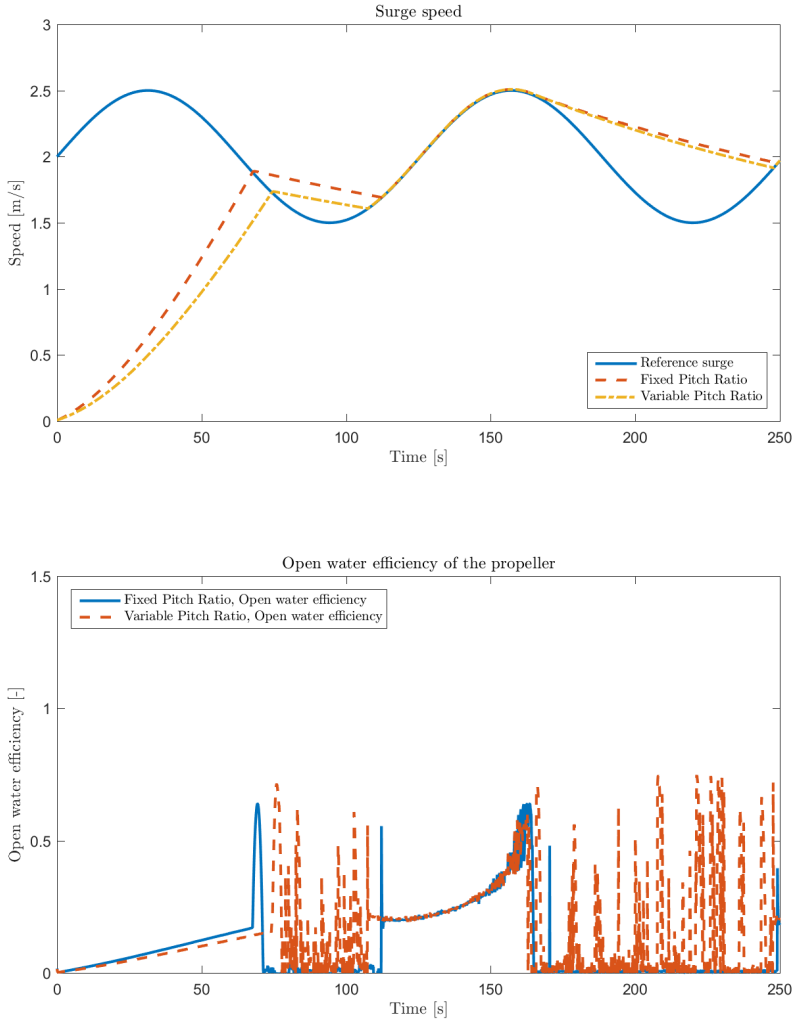 Surge speed
3
2.5
2
1.5
1
0.5
0
Speed [m/s]
Reference surge
Fixed Pitch Ratio
Variable Pitch Ratio
0 50 100 150 200 250
Time [s]
Open water efficiency of the propeller
1.5
1
0.5
0
Open water efficiency [-]
Fixed Pitch Ratio, Open water efficiency
Variable Pitch Ratio, Open water efficiency
0 50 100 150 200 250
Time [s]